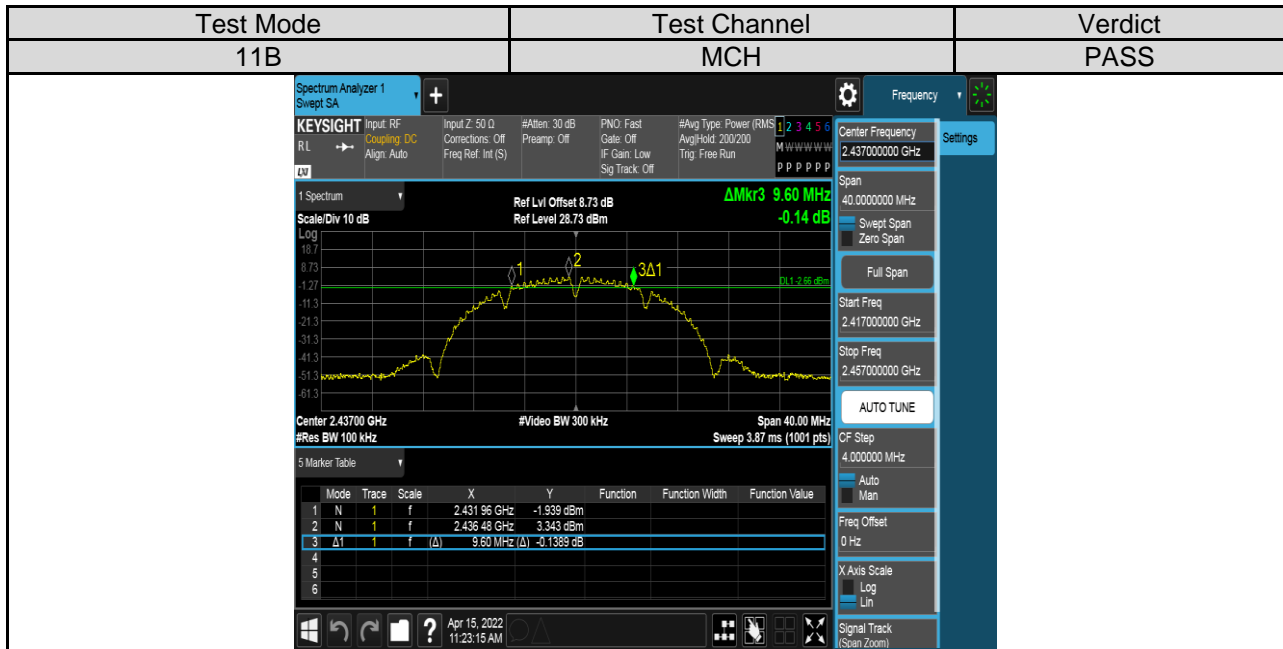 Test Mode Test Channel Verdict
11B MCH PASS
Spectrum Analyzer 1
Swept SA
+
Frequency
KEYSIGHT
RL
LXI
Input: RF
Coupling: DC
Align: Auto
Input Z: 50 Ω
Corrections: Off
Freq Ref: Int (S)
#Atten: 30 dB
Preamp: Off
PNO: Fast
Gate: Off
IF Gain: Low
Sig Track: Off
#Avg Type: Power (RMS
Avg|Hold: 200/200
Trig: Free Run
1 2 3 4 5 6
M W W W W W
P P P P P P
1 Spectrum
Scale/Div 10 dB
Ref Lvl Offset 8.73 dB
Ref Level 28.73 dBm
ΔMkr3 9.60 MHz
-0.14 dB
Log
18.7
8.73
-1.27
-11.3
-21.3
-31.3
-41.3
-51.3
-61.3
1
2
3Δ1
DL1 -2.66 dBm
Center 2.43700 GHz
#Res BW 100 kHz
#Video BW 300 kHz
Span 40.00 MHz
Sweep 3.87 ms (1001 pts)
5 Marker Table
Mode Trace Scale X Y Function Function Width Function Value
1 N 1 f 2.431 96 GHz -1.939 dBm
2 N 1 f 2.436 48 GHz 3.343 dBm
3 Δ1 1 f (Δ) 9.60 MHz (Δ) -0.1389 dB
4
5
6
?
Apr 15, 2022
11:23:15 AM
Center Frequency
2.437000000 GHz
Settings
Span
40.0000000 MHz
Swept Span
Zero Span
Full Span
Start Freq
2.417000000 GHz
Stop Freq
2.457000000 GHz
AUTO TUNE
CF Step
4.000000 MHz
Auto
Man
Freq Offset
0 Hz
X Axis Scale
Log
Lin
Signal Track
(Span Zoom)